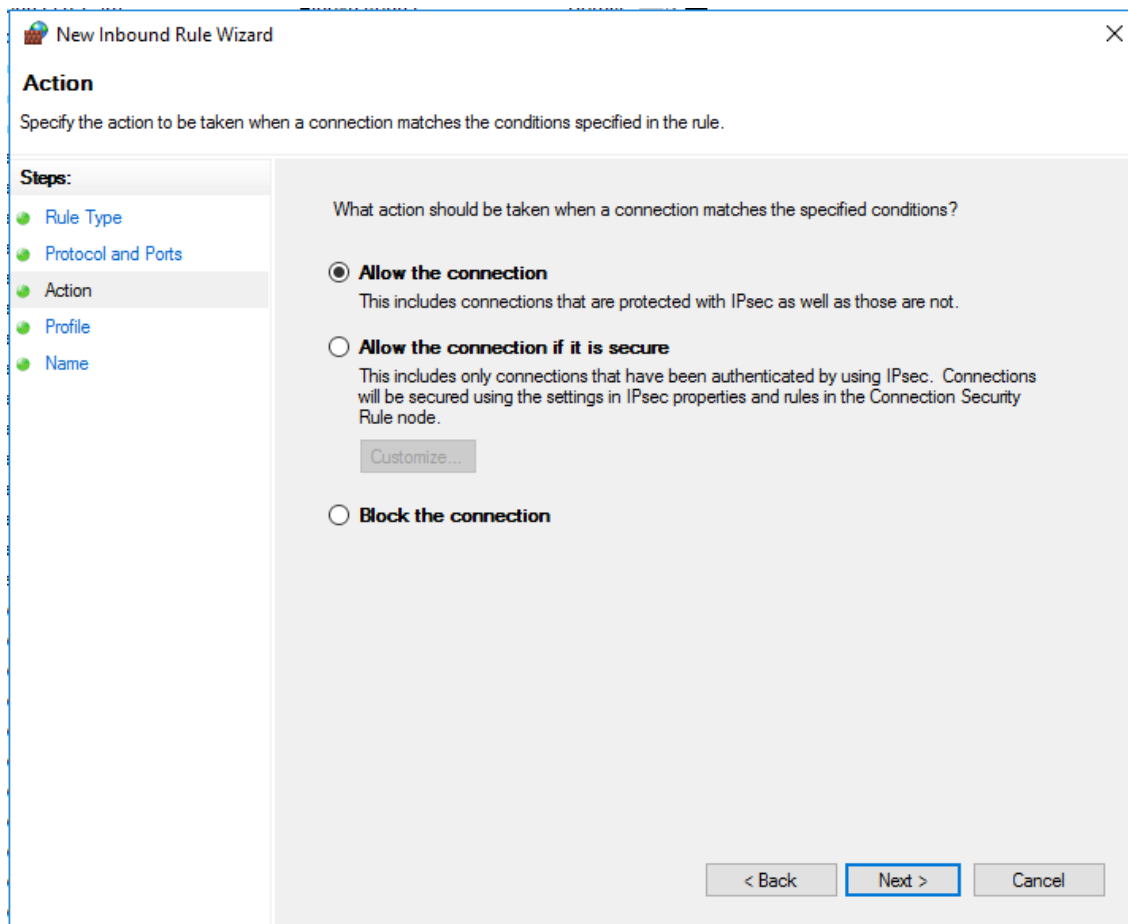 New Inbound Rule Wizard
Action
Specify the action to be taken when a connection matches the conditions specified in the rule.
Steps:
Rule Type
Protocol and Ports
Action
Profile
Name
What action should be taken when a connection matches the specified conditions?
Allow the connection
This includes connections that are protected with IPsec as well as those are not.
Allow the connection if it is secure
This includes only connections that have been authenticated by using IPsec. Connections
will be secured using the settings in IPsec properties and rules in the Connection Security
Rule node.
Customize...
Block the connection
< Back
Next >
Cancel